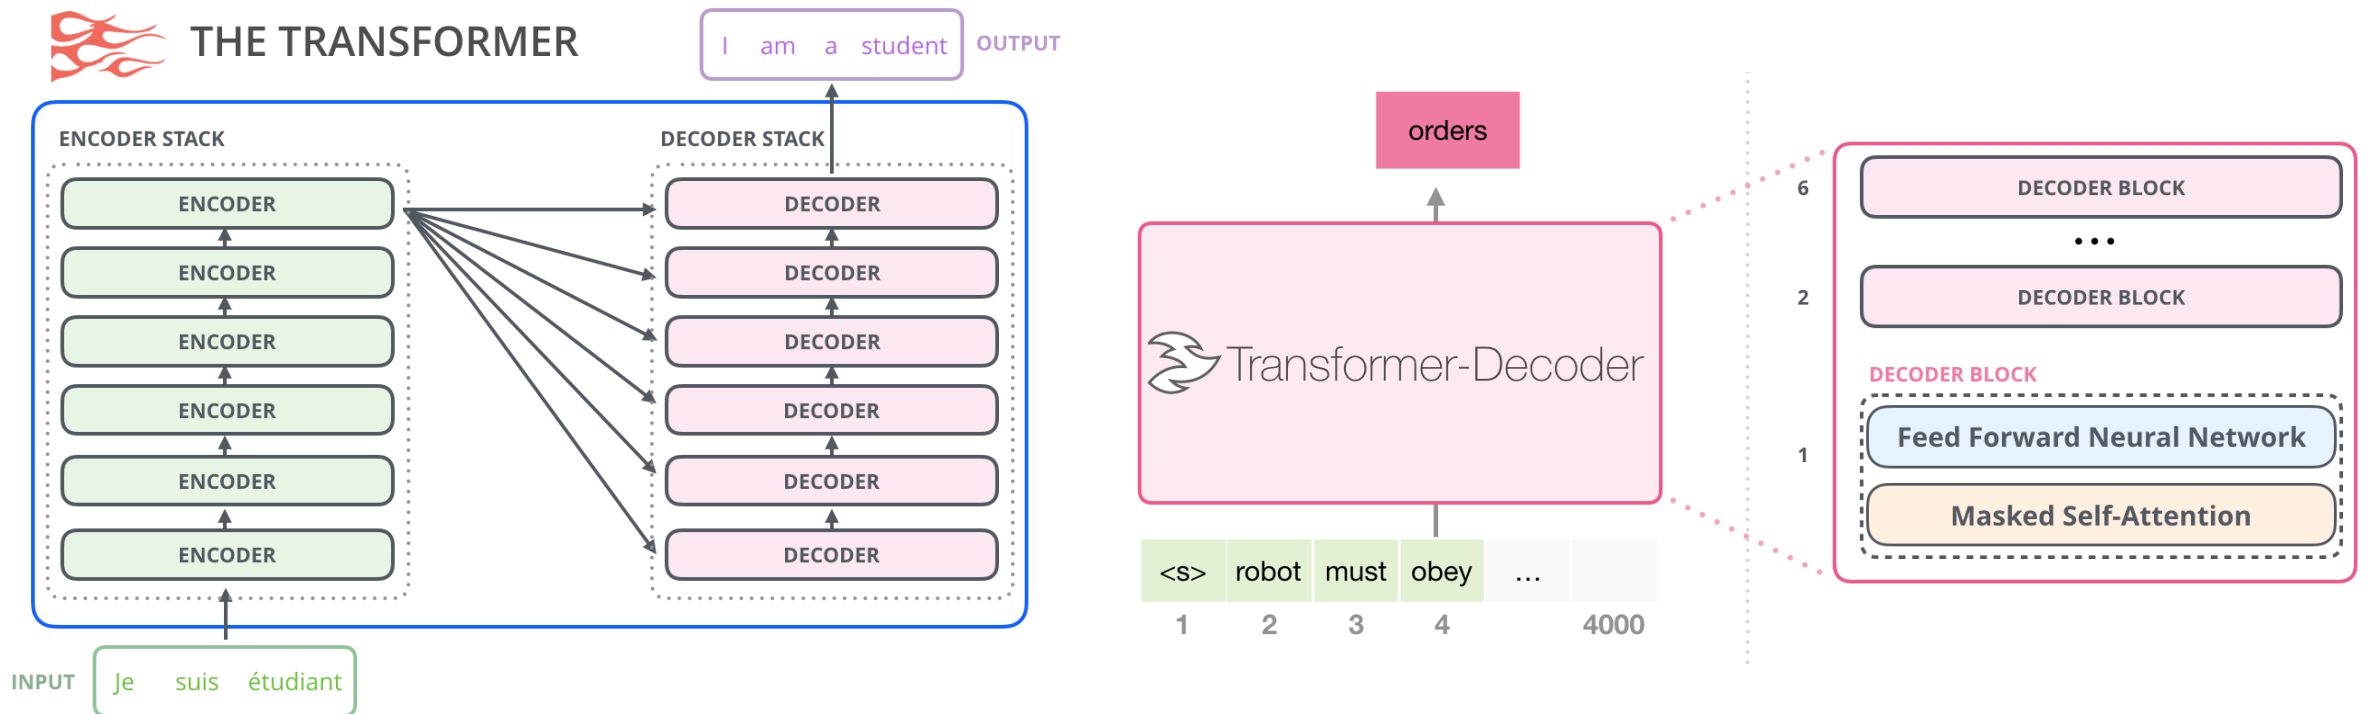 THE TRANSFORMER
I am a student
OUTPUT
ENCODER STACK
DECODER STACK
ENCODER
ENCODER
ENCODER
ENCODER
ENCODER
ENCODER
DECODER
DECODER
DECODER
DECODER
DECODER
DECODER
INPUT
Je suis étudiant
orders
Transformer-Decoder
<s> robot must obey ...
1 2 3 4 4000
6 DECODER BLOCK
...
2 DECODER BLOCK
DECODER BLOCK
1
Feed Forward Neural Network
Masked Self-Attention